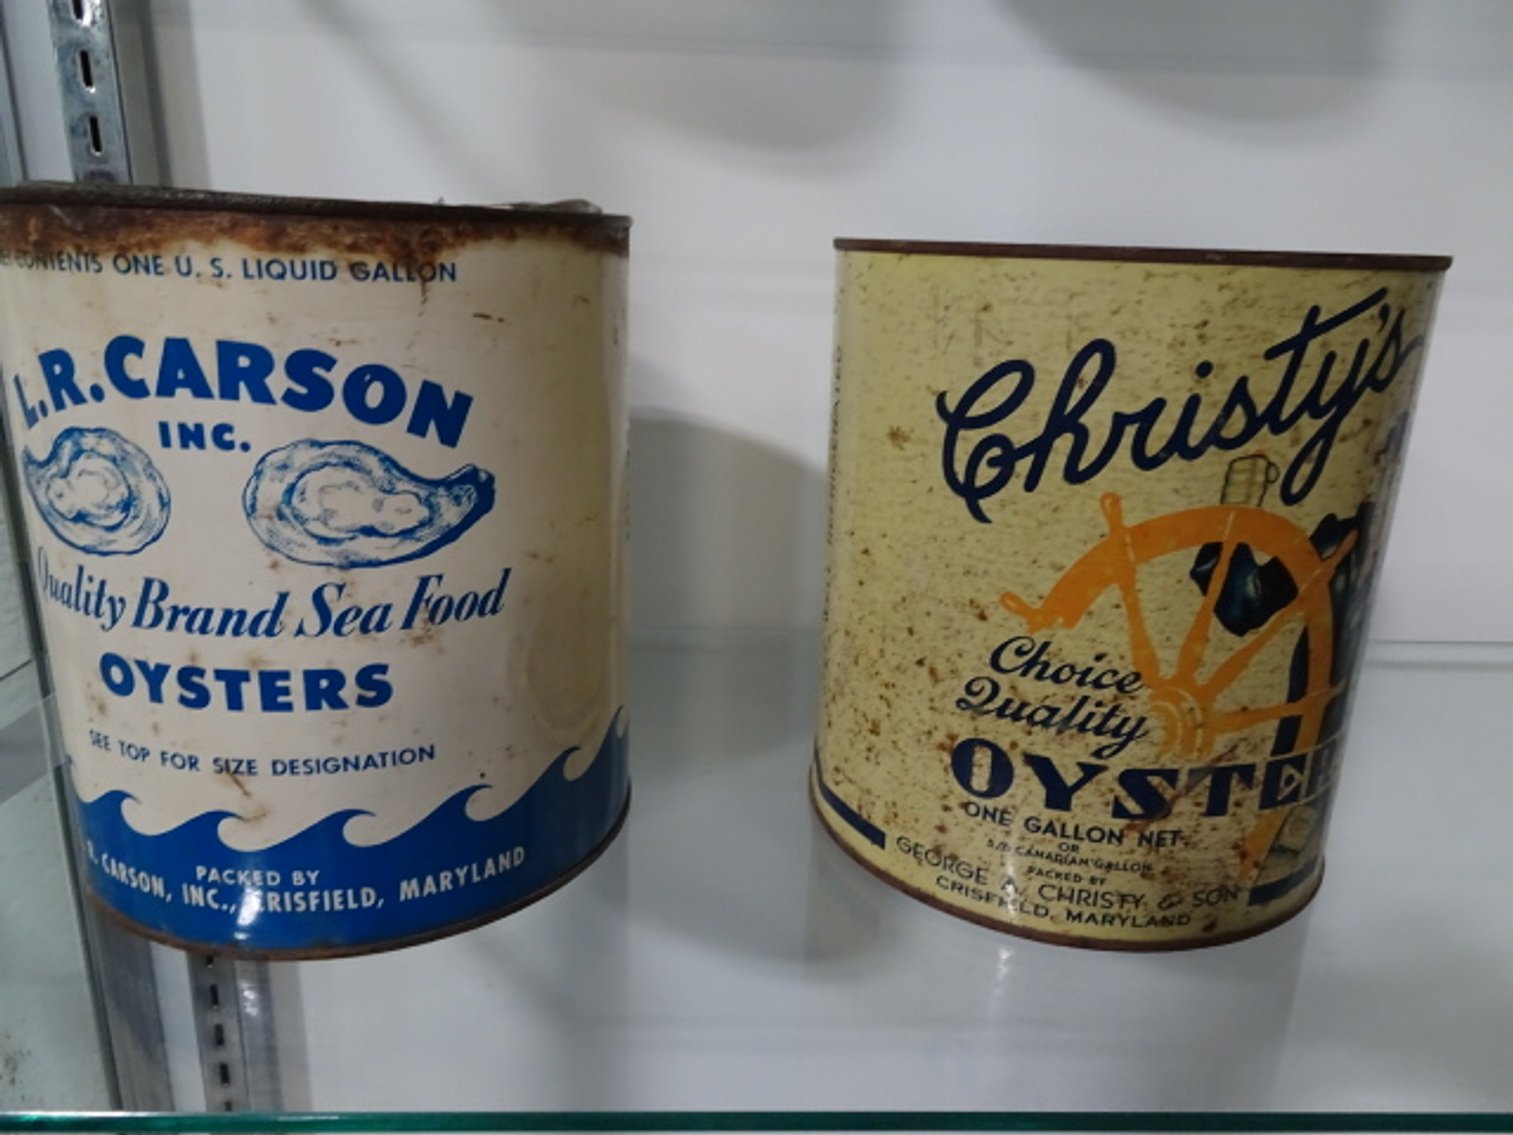 CONTENTS ONE U. S. LIQUID GALLON
L.R. CARSON
INC.
Quality Brand Sea Food
OYSTERS
SEE TOP FOR SIZE DESIGNATION
PACKED BY
R. CARSON, INC., CRISFIELD, MARYLAND
Christy's
Choice
Quality
OYSTER
ONE GALLON NET
OR
CANADIAN GALLON
PACKED BY
GEORGE A. CHRISTY & SON
CRISFIELD, MARYLAND